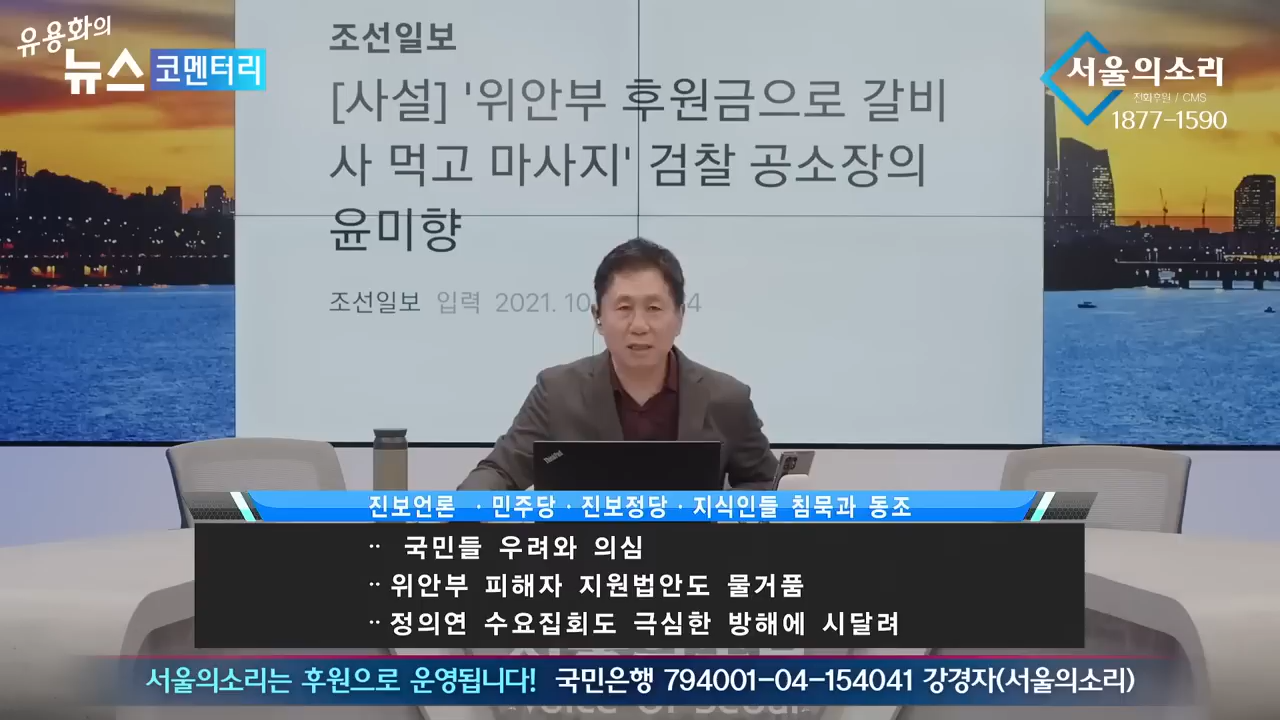 유용화의
뉴스 코멘터리
조선일보
[사설] '위안부 후원금으로 갈비
사 먹고 마사지' 검찰 공소장의
윤미향
조선일보 입력 2021. 10
서울의소리
전화후원 / CMS
1877-1590
ThinkPad
진보언론 · 민주당 · 진보정당 · 지식인들 침묵과 동조
·· 국민들 우려와 의심
·· 위안부 피해자 지원법안도 물거품
·· 정의연 수요집회도 극심한 방해에 시달려
서울의소리는 후원으로 운영됩니다! 국민은행 794001-04-154041 강경자(서울의소리)